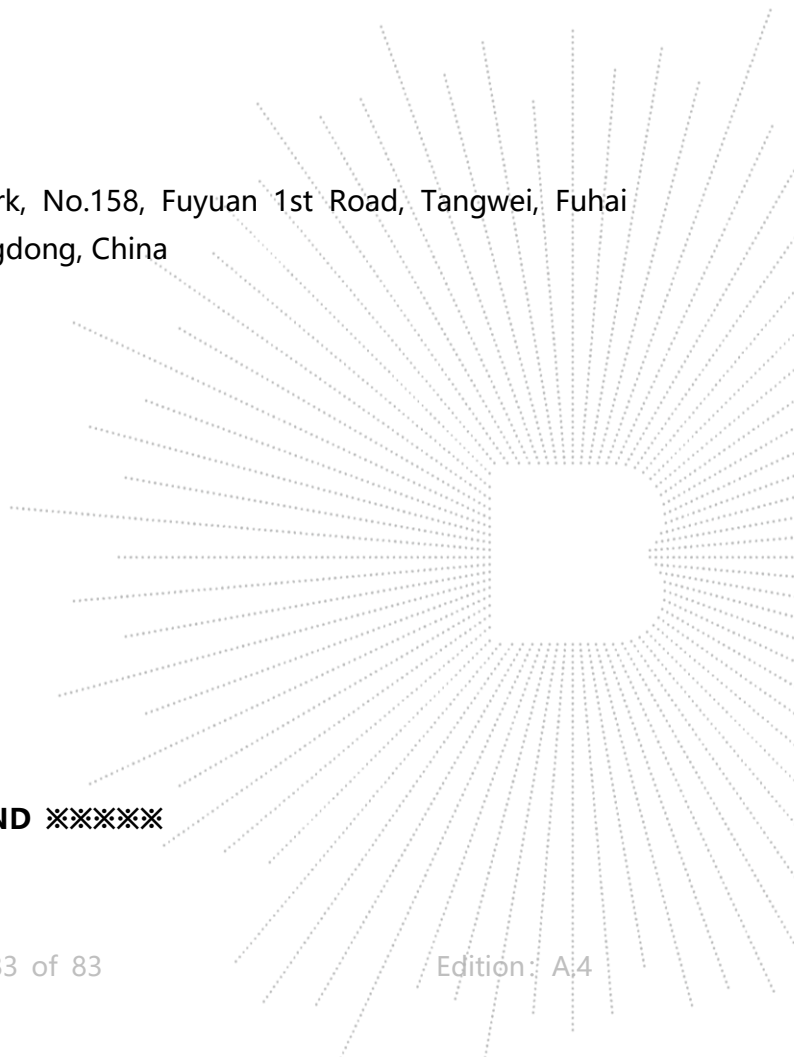 rk, No.158, Fuyuan 1st Road, Tangwei, Fuhai
gdong, China
ND ※※※※※
33 of 83 Edition: A.4